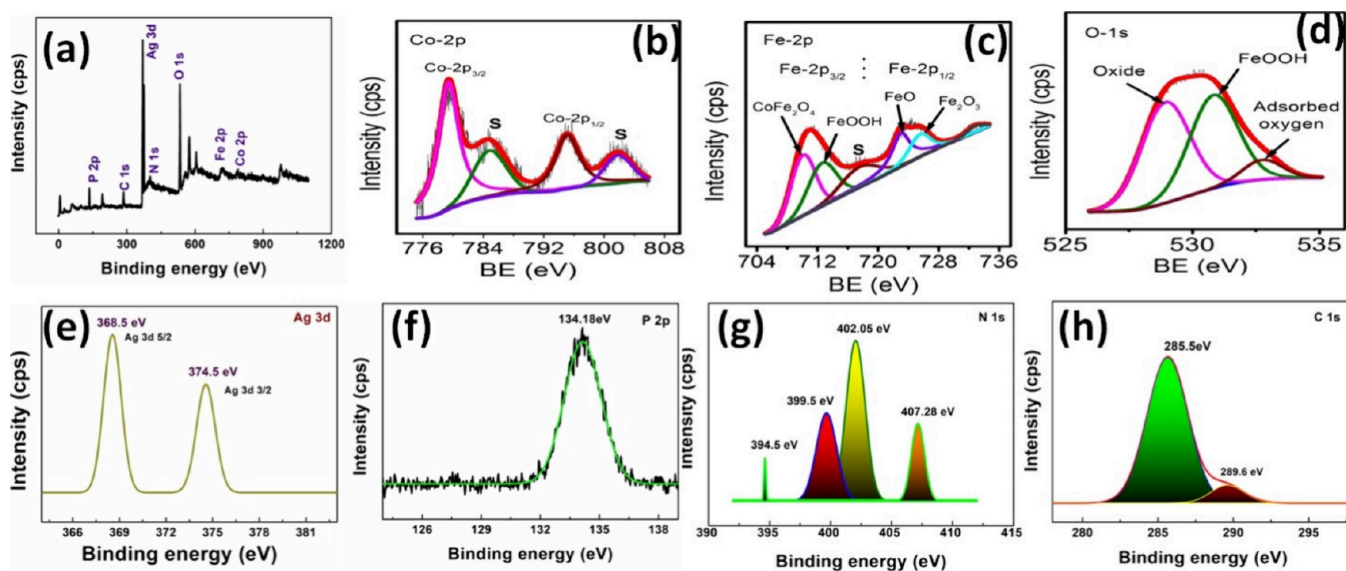 (a)
Ag 3d
O 1s
P 2p
C 1s
N 1s
Fe 2p
Co 2p
Intensity (cps)
0 300 600 900 1200
Binding energy (eV)
(b)
Co-2p
Co-2p3/2
S
Co-2p1/2
S
Intensity (cps)
776 784 792 800 808
BE (eV)
(c)
Fe-2p
Fe-2p3/2 Fe-2p1/2
CoFe2O4
FeOOH
S
FeO
Fe2O3
Intensity (cps)
704 712 720 728 736
BE (eV)
(d)
O-1s
Oxide
FeOOH
Adsorbed
oxygen
Intensity (cps)
525 530 535
BE (eV)
(e)
Ag 3d
368.5 eV
Ag 3d 5/2
374.5 eV
Ag 3d 3/2
Intensity (cps)
366 369 372 375 378 381
Binding energy (eV)
(f)
134.18eV
P 2p
Intensity (cps)
126 129 132 135 138
Binding energy (eV)
(g)
N 1s
402.05 eV
399.5 eV
407.28 eV
394.5 eV
Intensity (cps)
390 395 400 405 410 415
Binding energy (eV)
(h)
C 1s
285.5eV
289.6 eV
Intensity (cps)
280 285 290 295
Binding energy (eV)